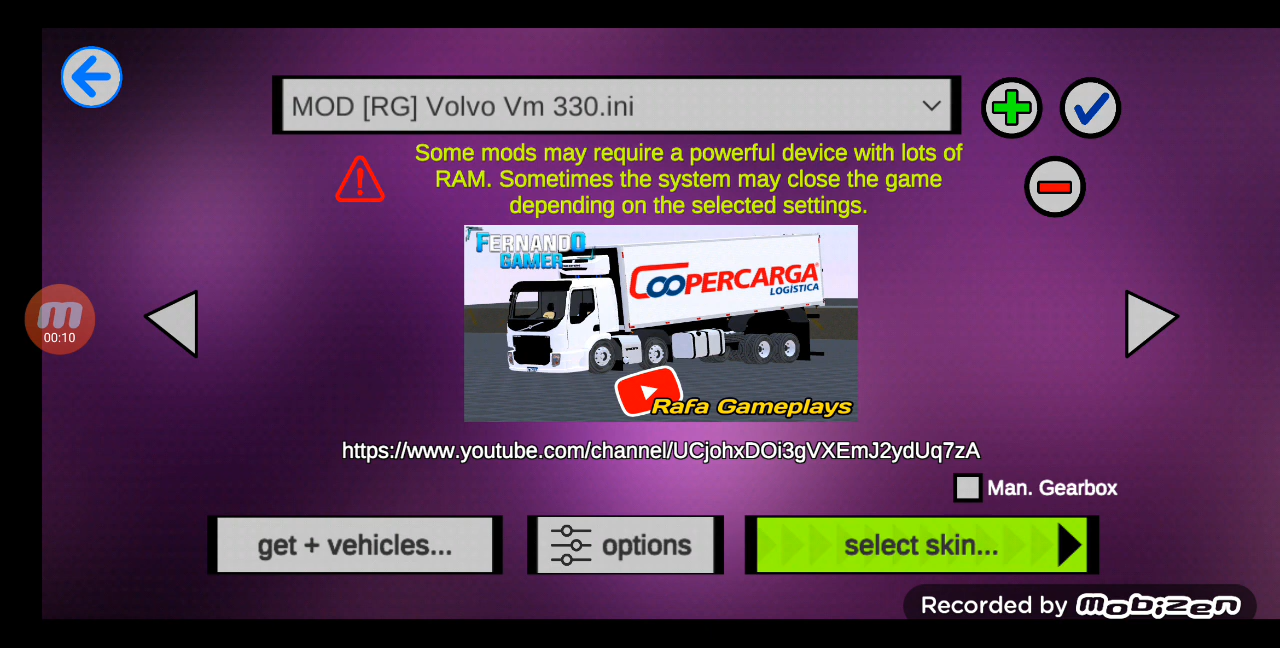 MOD [RG] Volvo Vm 330.ini
Some mods may require a powerful device with lots of
RAM. Sometimes the system may close the game
depending on the selected settings.
FERNANDO
GAMER
COOPERCARGA
LOGÍSTICA
m
00:10
Rafa Gameplays
https://www.youtube.com/channel/UCjohxDOi3gVXEmJ2ydUq7zA
Man. Gearbox
get + vehicles...
options
select skin...
Recorded by mobizen